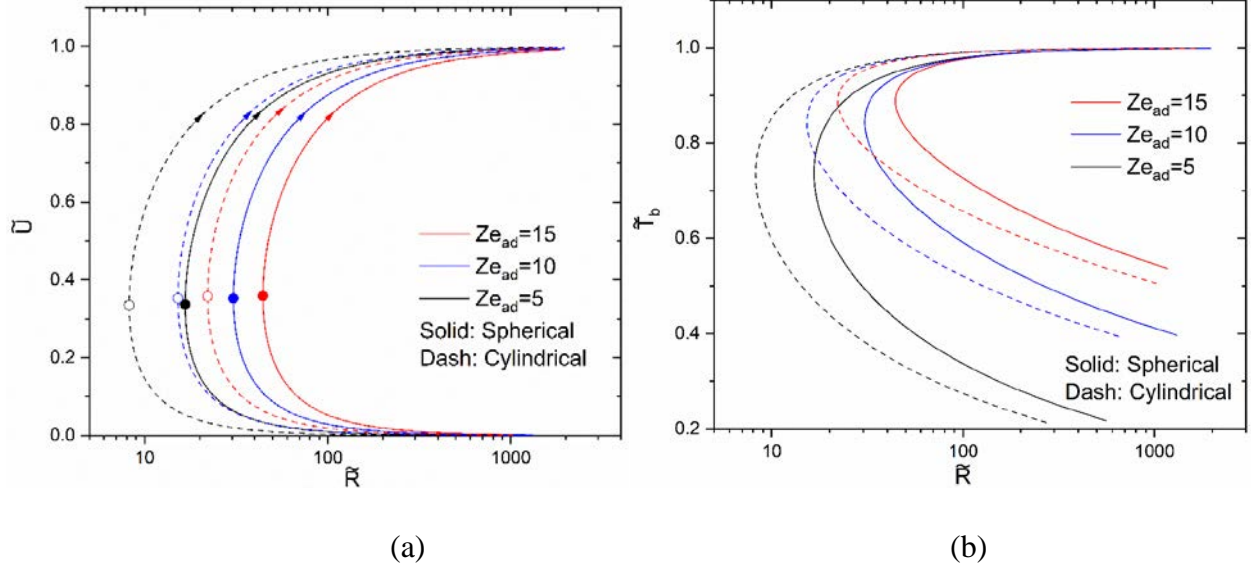 1.0
0.8
0.6
0.4
0.2
0.0
Ũ
Ze_ad=15
Ze_ad=10
Ze_ad=5
Solid: Spherical
Dash: Cylindrical
10
100
1000
R̃
(a)
1.0
0.8
0.6
0.4
0.2
T̃_b
Ze_ad=15
Ze_ad=10
Ze_ad=5
Solid: Spherical
Dash: Cylindrical
10
100
1000
R̃
(b)